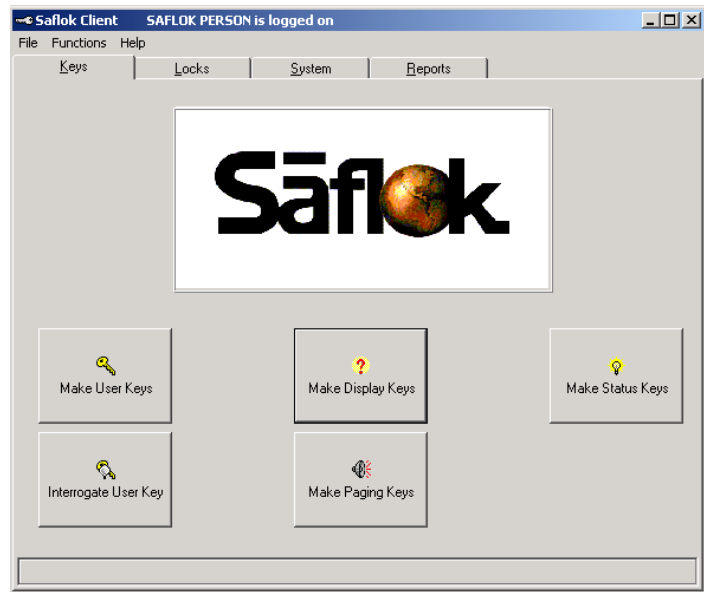 Saflok Client SAFLOK PERSON is logged on
File Functions Help
Keys Locks System Reports
Sāflok
Make User Keys Make Display Keys Make Status Keys
Interrogate User Key Make Paging Keys